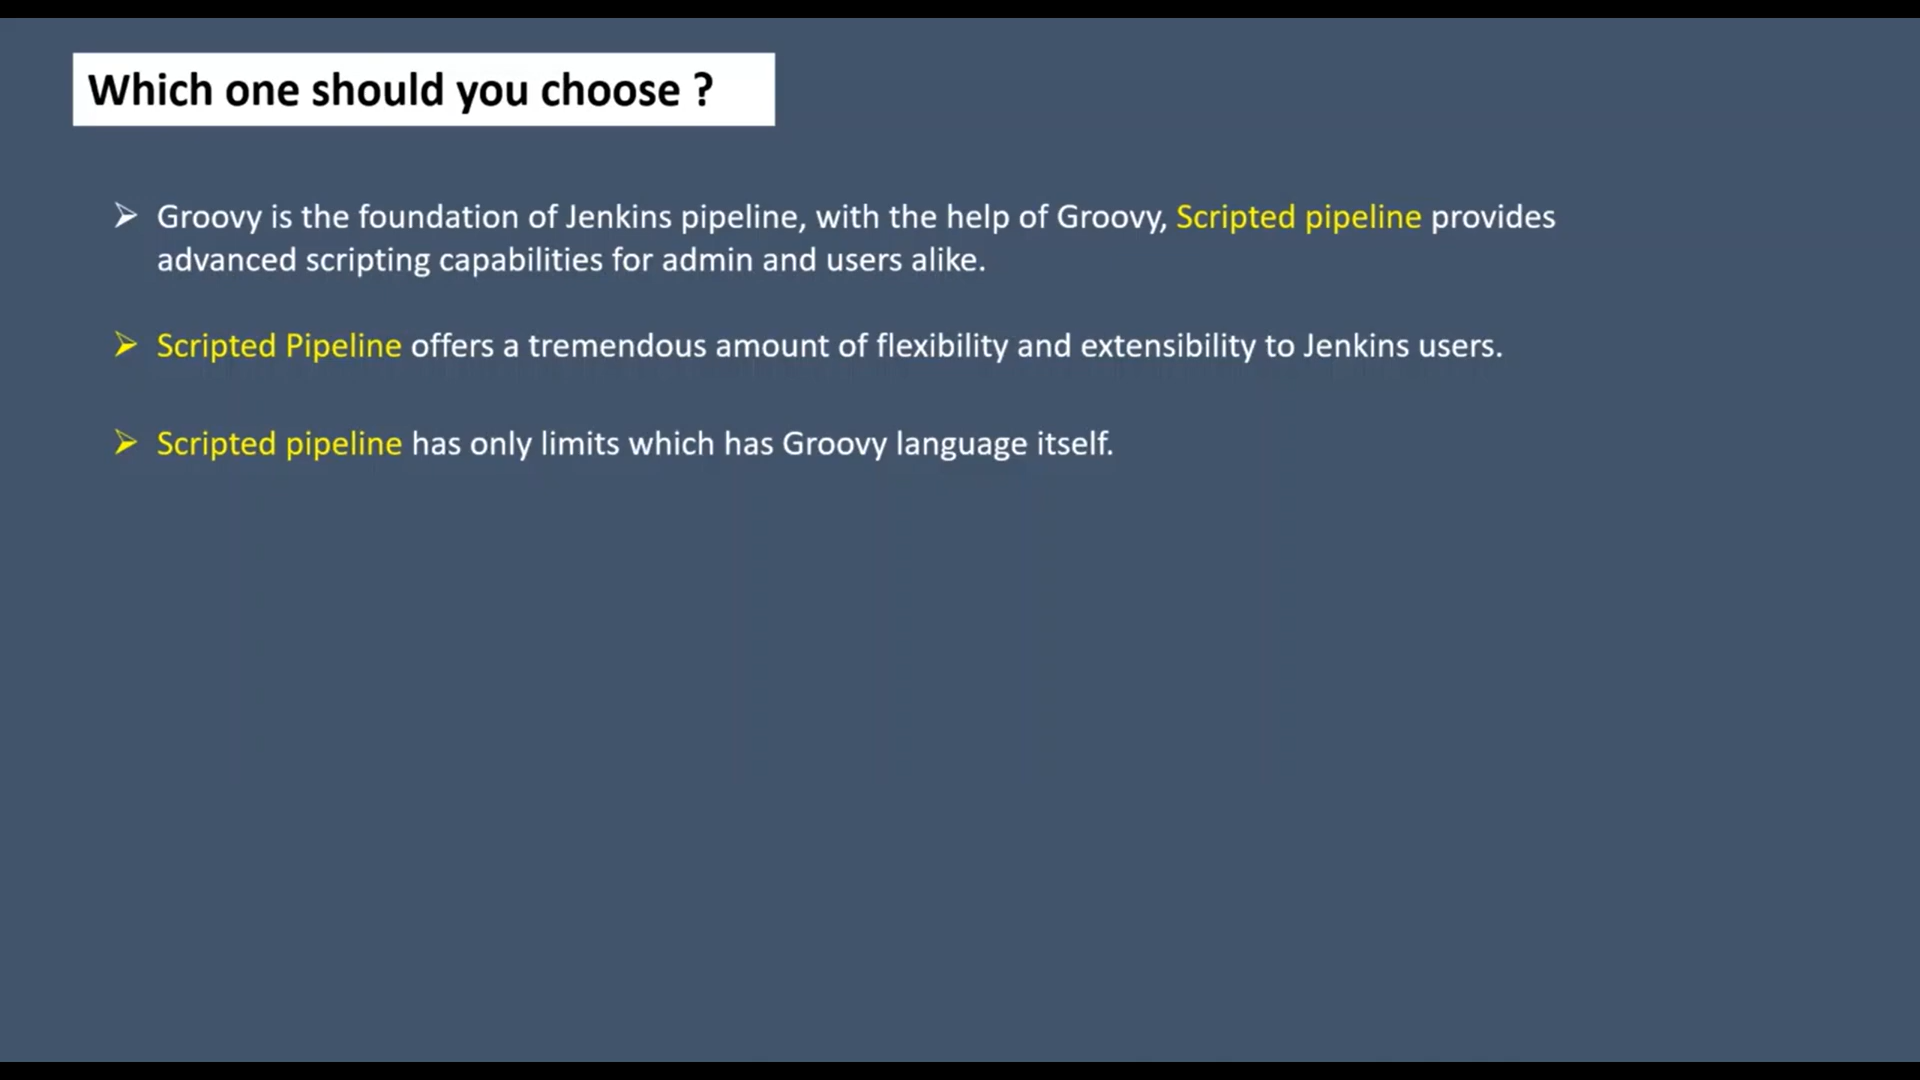 Which one should you choose ?
Groovy is the foundation of Jenkins pipeline, with the help of Groovy, Scripted pipeline provides
advanced scripting capabilities for admin and users alike.
Scripted Pipeline offers a tremendous amount of flexibility and extensibility to Jenkins users.
Scripted pipeline has only limits which has Groovy language itself.